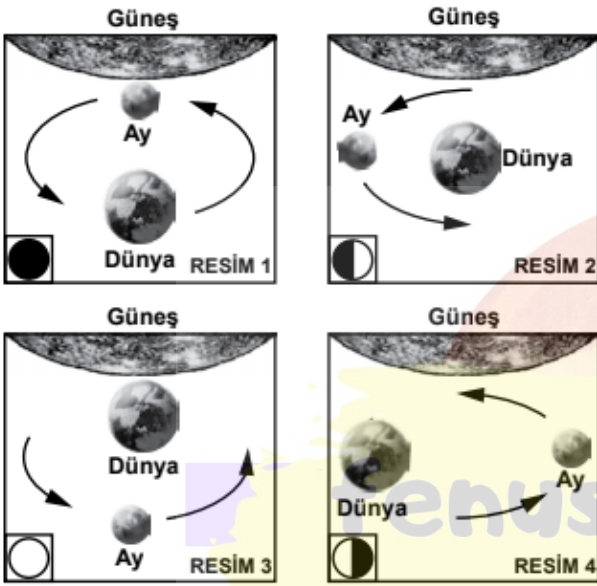 Güneş
Ay
Dünya
RESİM 1
Güneş
Ay
Dünya
RESİM 2
Güneş
Dünya
Ay
RESİM 3
Güneş
Dünya
Ay
RESİM 4
fenus